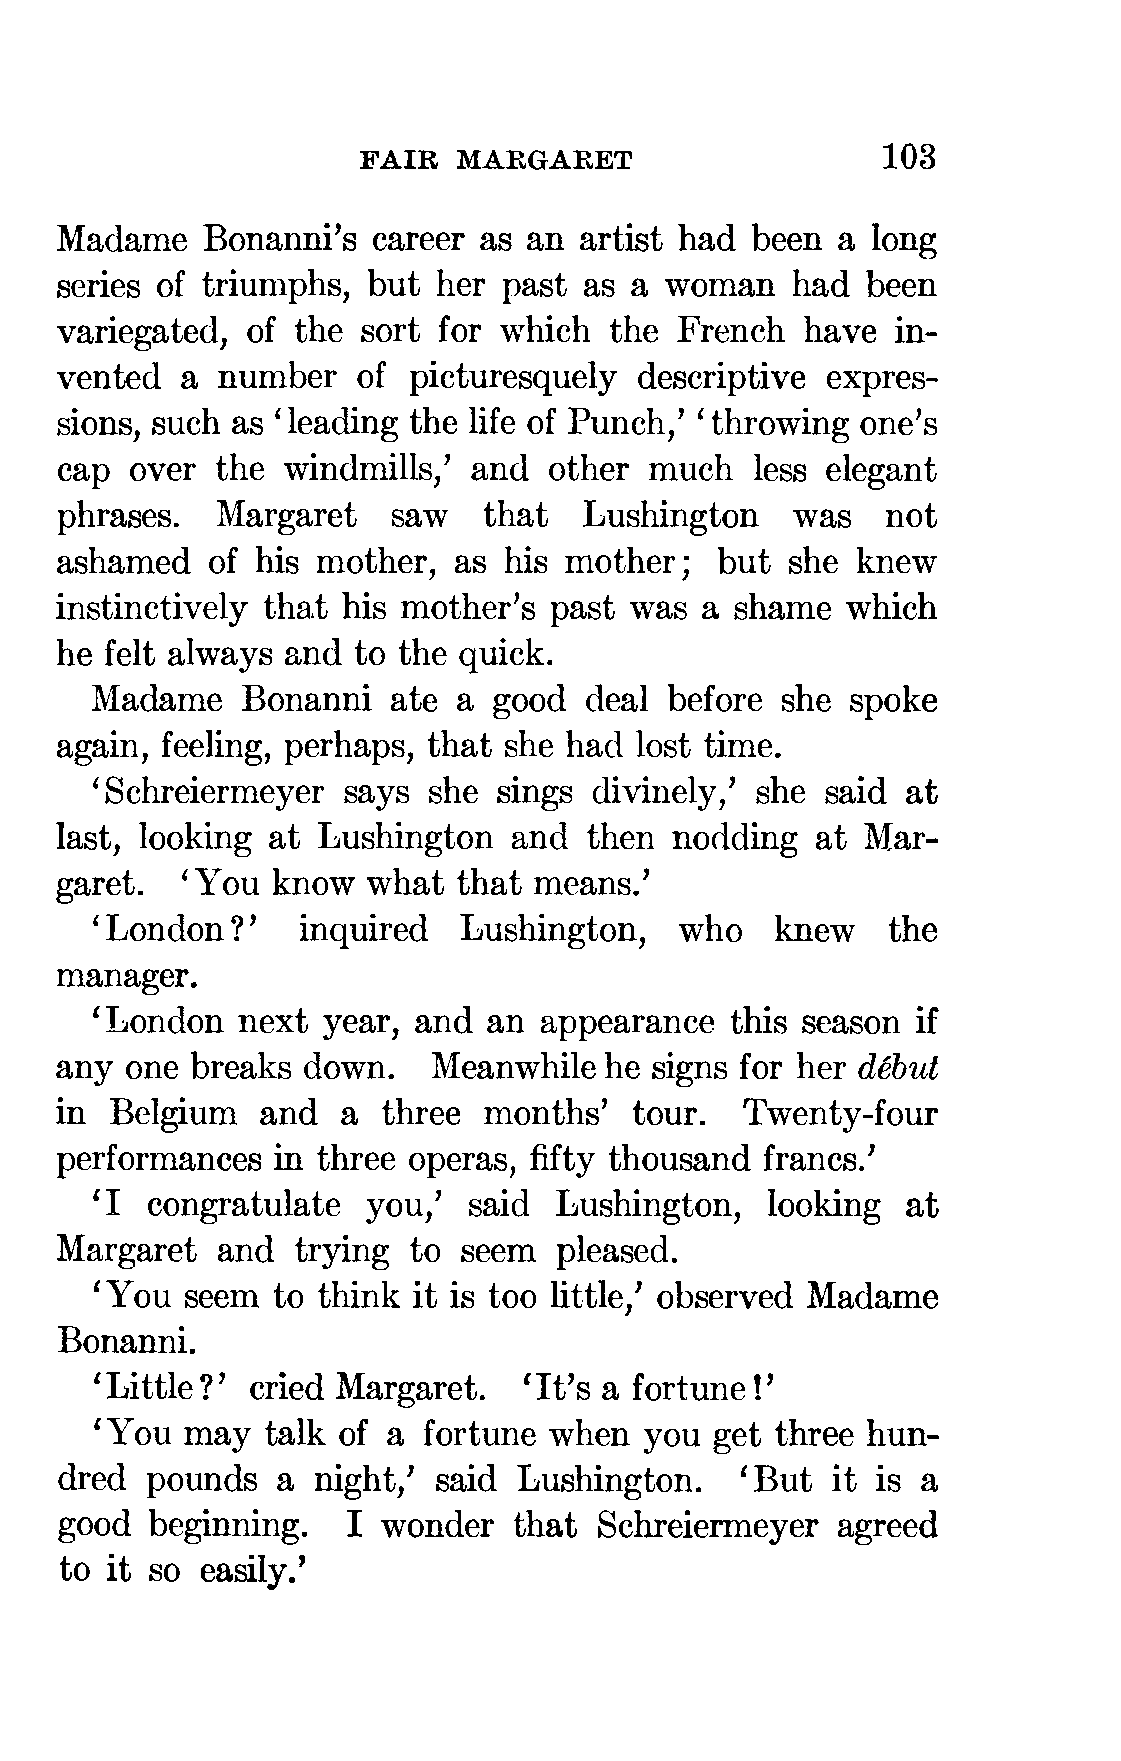 FAIR MARGARET 103
Madame Bonanni's career as an artist had been a long
series of triumphs, but her past as a woman had been
variegated, of the sort for which the French have in-
vented a number of picturesquely descriptive expres-
sions, such as ‘leading the life of Punch,’ ‘throwing one's
cap over the windmills,’ and other much less elegant
phrases. Margaret saw that Lushington was not
ashamed of his mother, as his mother; but she knew
instinctively that his mother's past was a shame which
he felt always and to the quick.
Madame Bonanni ate a good deal before she spoke
again, feeling, perhaps, that she had lost time.
‘Schreiermeyer says she sings divinely,’ she said at
last, looking at Lushington and then nodding at Mar-
garet. ‘You know what that means.’
‘London?’ inquired Lushington, who knew the
manager.
‘London next year, and an appearance this season if
any one breaks down. Meanwhile he signs for her début
in Belgium and a three months' tour. Twenty-four
performances in three operas, fifty thousand francs.’
‘I congratulate you,’ said Lushington, looking at
Margaret and trying to seem pleased.
‘You seem to think it is too little,’ observed Madame
Bonanni.
‘Little?’ cried Margaret. ‘It's a fortune!’
‘You may talk of a fortune when you get three hun-
dred pounds a night,’ said Lushington. ‘But it is a
good beginning. I wonder that Schreiermeyer agreed
to it so easily.’